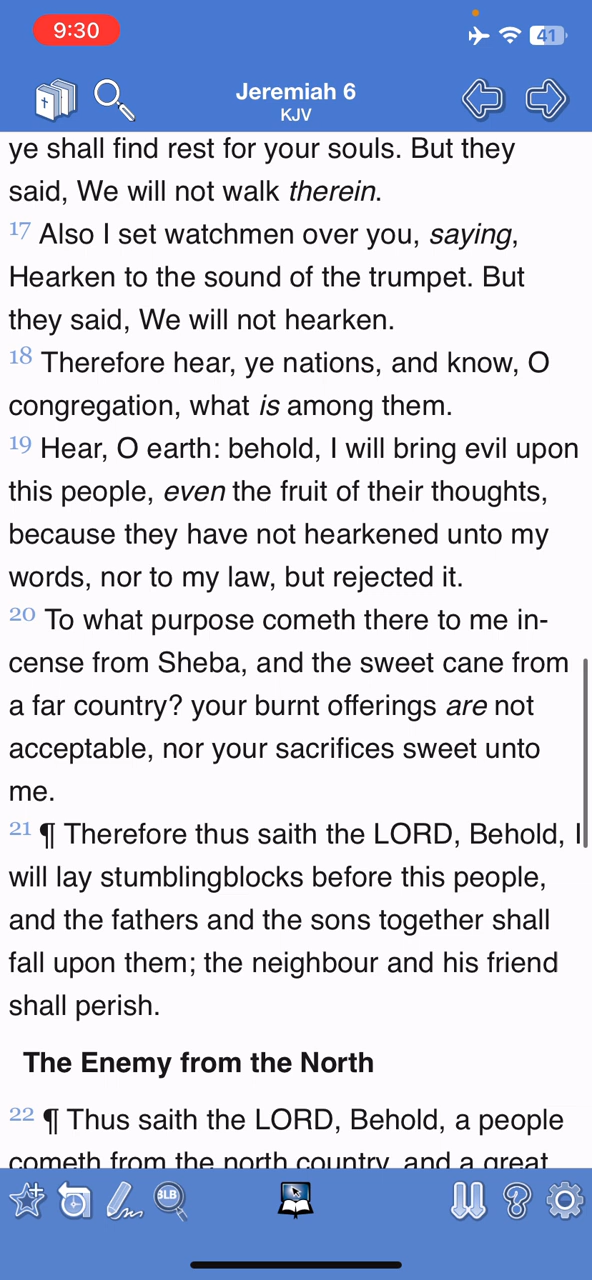 9:30
41
Jeremiah 6
KJV
ye shall find rest for your souls. But they
said, We will not walk therein.
17 Also I set watchmen over you, saying,
Hearken to the sound of the trumpet. But
they said, We will not hearken.
18 Therefore hear, ye nations, and know, O
congregation, what is among them.
19 Hear, O earth: behold, I will bring evil upon
this people, even the fruit of their thoughts,
because they have not hearkened unto my
words, nor to my law, but rejected it.
20 To what purpose cometh there to me in-
cense from Sheba, and the sweet cane from
a far country? your burnt offerings are not
acceptable, nor your sacrifices sweet unto
me.
21 ¶ Therefore thus saith the LORD, Behold, I
will lay stumblingblocks before this people,
and the fathers and the sons together shall
fall upon them; the neighbour and his friend
shall perish.
The Enemy from the North
22 ¶ Thus saith the LORD, Behold, a people
cometh from the north country, and a great
BLB